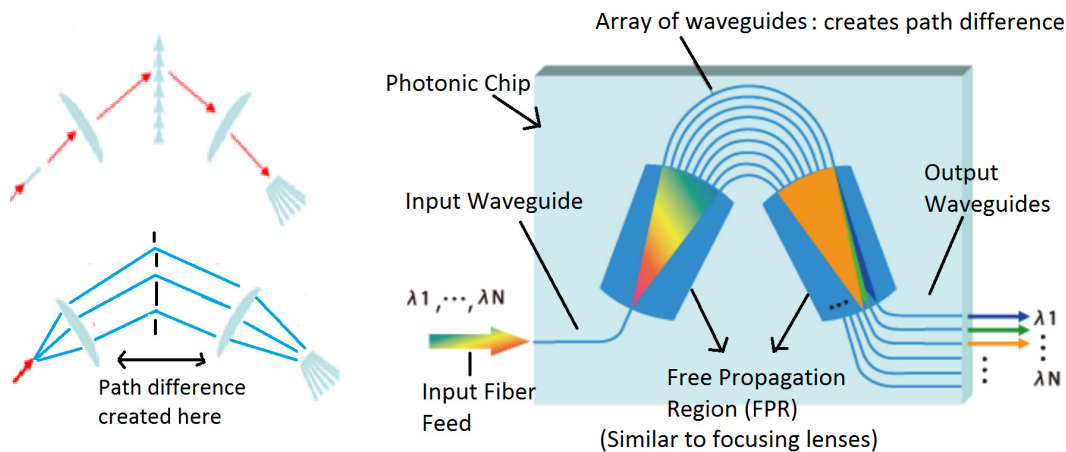 Array of waveguides : creates path difference
Photonic Chip
Input Waveguide
Output
Waveguides
λ1 ,···, λN
Input Fiber
Feed
Path difference
created here
Free Propagation
Region (FPR)
(Similar to focusing lenses)
λ1
λN